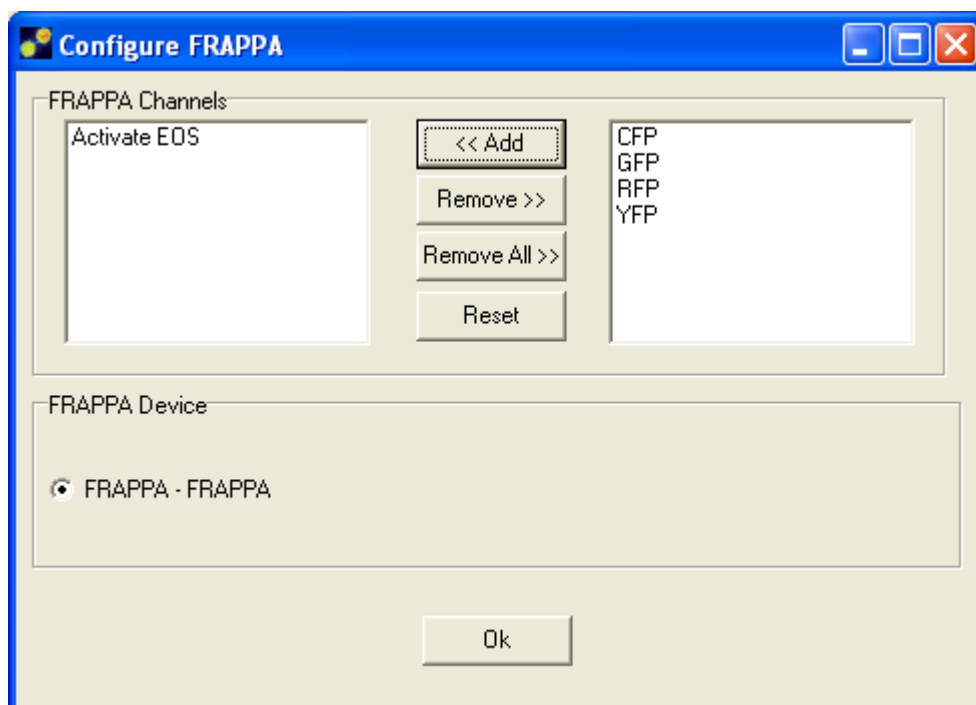 Configure FRAPPA
FRAPPA Channels
Activate EOS
<< Add
Remove >>
Remove All >>
Reset
CFP
GFP
RFP
YFP
FRAPPA Device
FRAPPA - FRAPPA
Ok